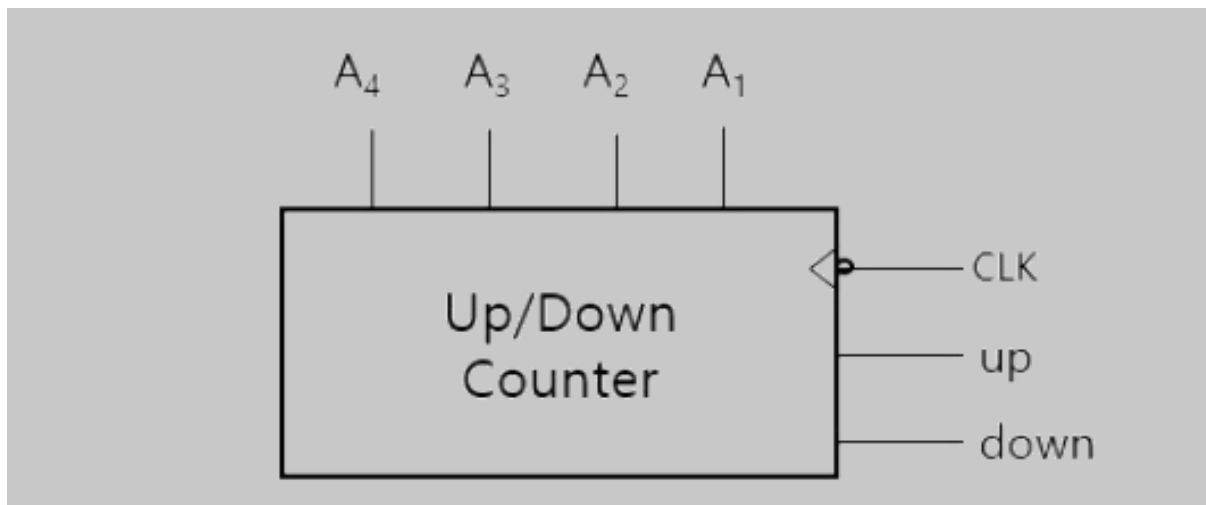 A₄ A₃ A₂ A₁
CLK
Up/Down
Counter
up
down